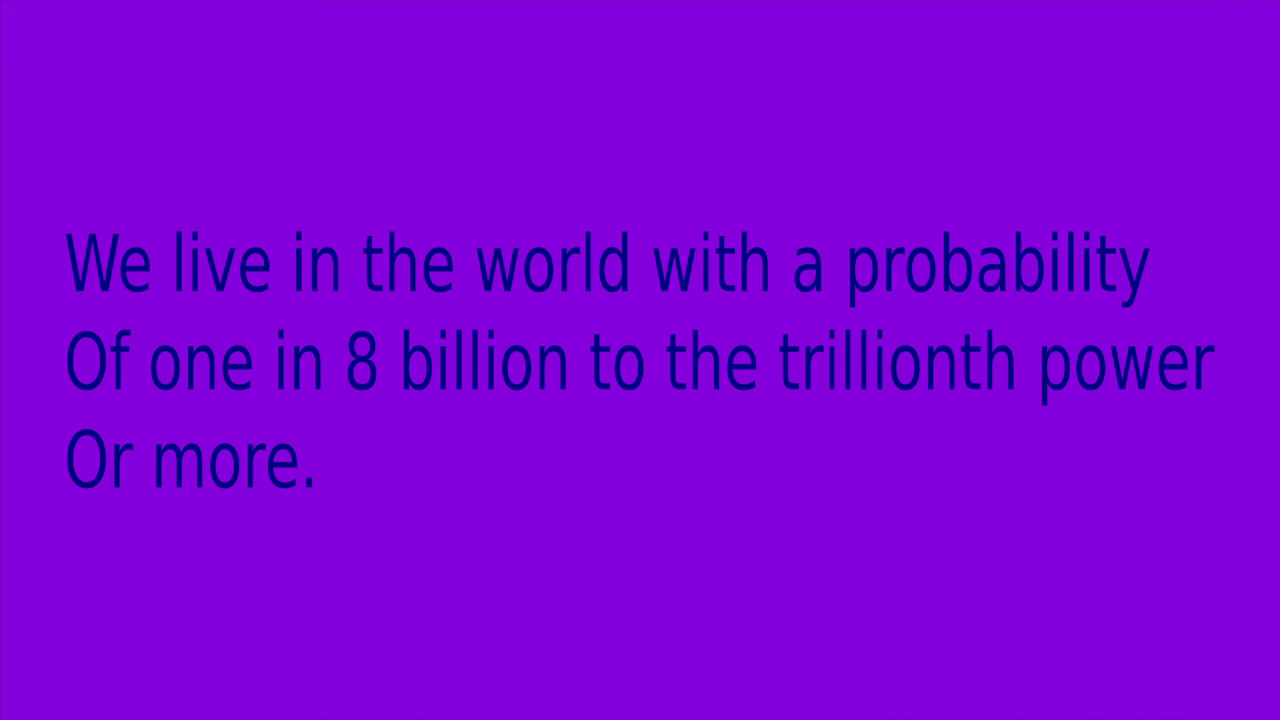 We live in the world with a probability
Of one in 8 billion to the trillionth power
Or more.